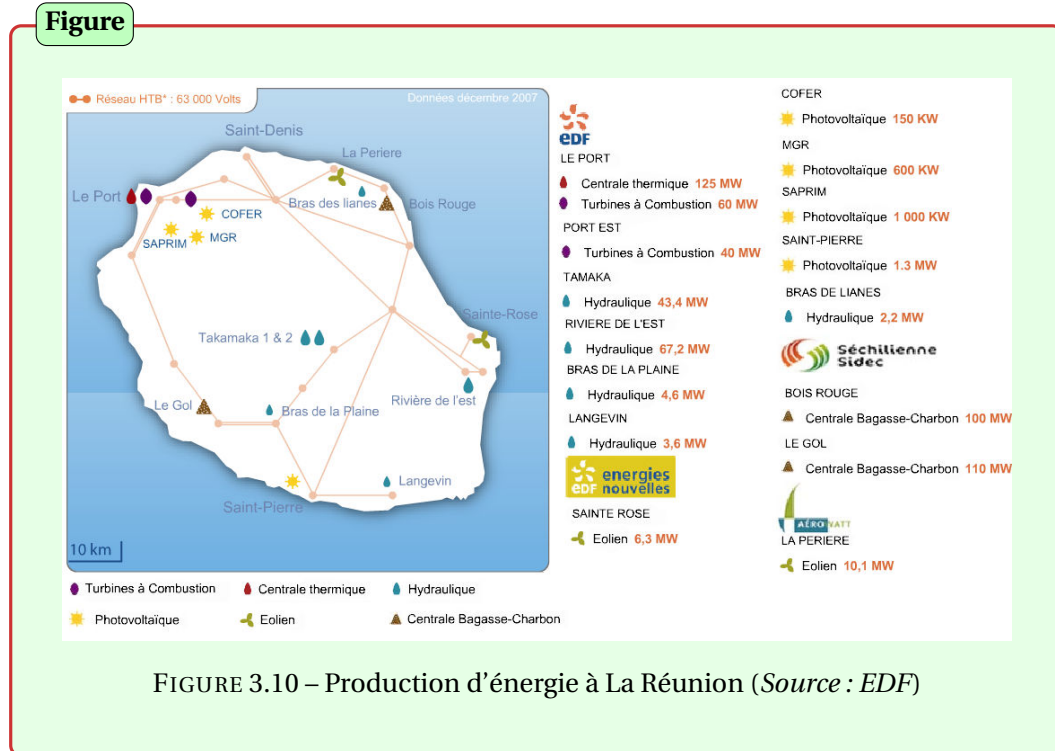 Figure
Réseau HTB* : 63 000 Volts
Données décembre 2007
Saint-Denis
La Periere
Le Port
Bras des lianes
Bois Rouge
COFER
SAPRIM
MGR
Sainte-Rose
Takamaka 1 & 2
Le Gol
Bras de la Plaine
Rivière de l'est
Langevin
Saint-Pierre
10 km
Turbines à Combustion
Centrale thermique
Hydraulique
Photovoltaïque
Eolien
Centrale Bagasse-Charbon
eDF
LE PORT
Centrale thermique 125 MW
Turbines à Combustion 60 MW
PORT EST
Turbines à Combustion 40 MW
TAMAKA
Hydraulique 43,4 MW
RIVIERE DE L'EST
Hydraulique 67,2 MW
BRAS DE LA PLAINE
Hydraulique 4,6 MW
LANGEVIN
Hydraulique 3,6 MW
eDF energies nouvelles
SAINTE ROSE
Eolien 6,3 MW
COFER
Photovoltaïque 150 KW
MGR
Photovoltaïque 600 KW
SAPRIM
Photovoltaïque 1 000 KW
SAINT-PIERRE
Photovoltaïque 1.3 MW
BRAS DE LIANES
Hydraulique 2,2 MW
Séchilienne
Sidec
BOIS ROUGE
Centrale Bagasse-Charbon 100 MW
LE GOL
Centrale Bagasse-Charbon 110 MW
AÉROWATT
LA PERIERE
Eolien 10,1 MW
FIGURE 3.10 – Production d'énergie à La Réunion (Source : EDF)